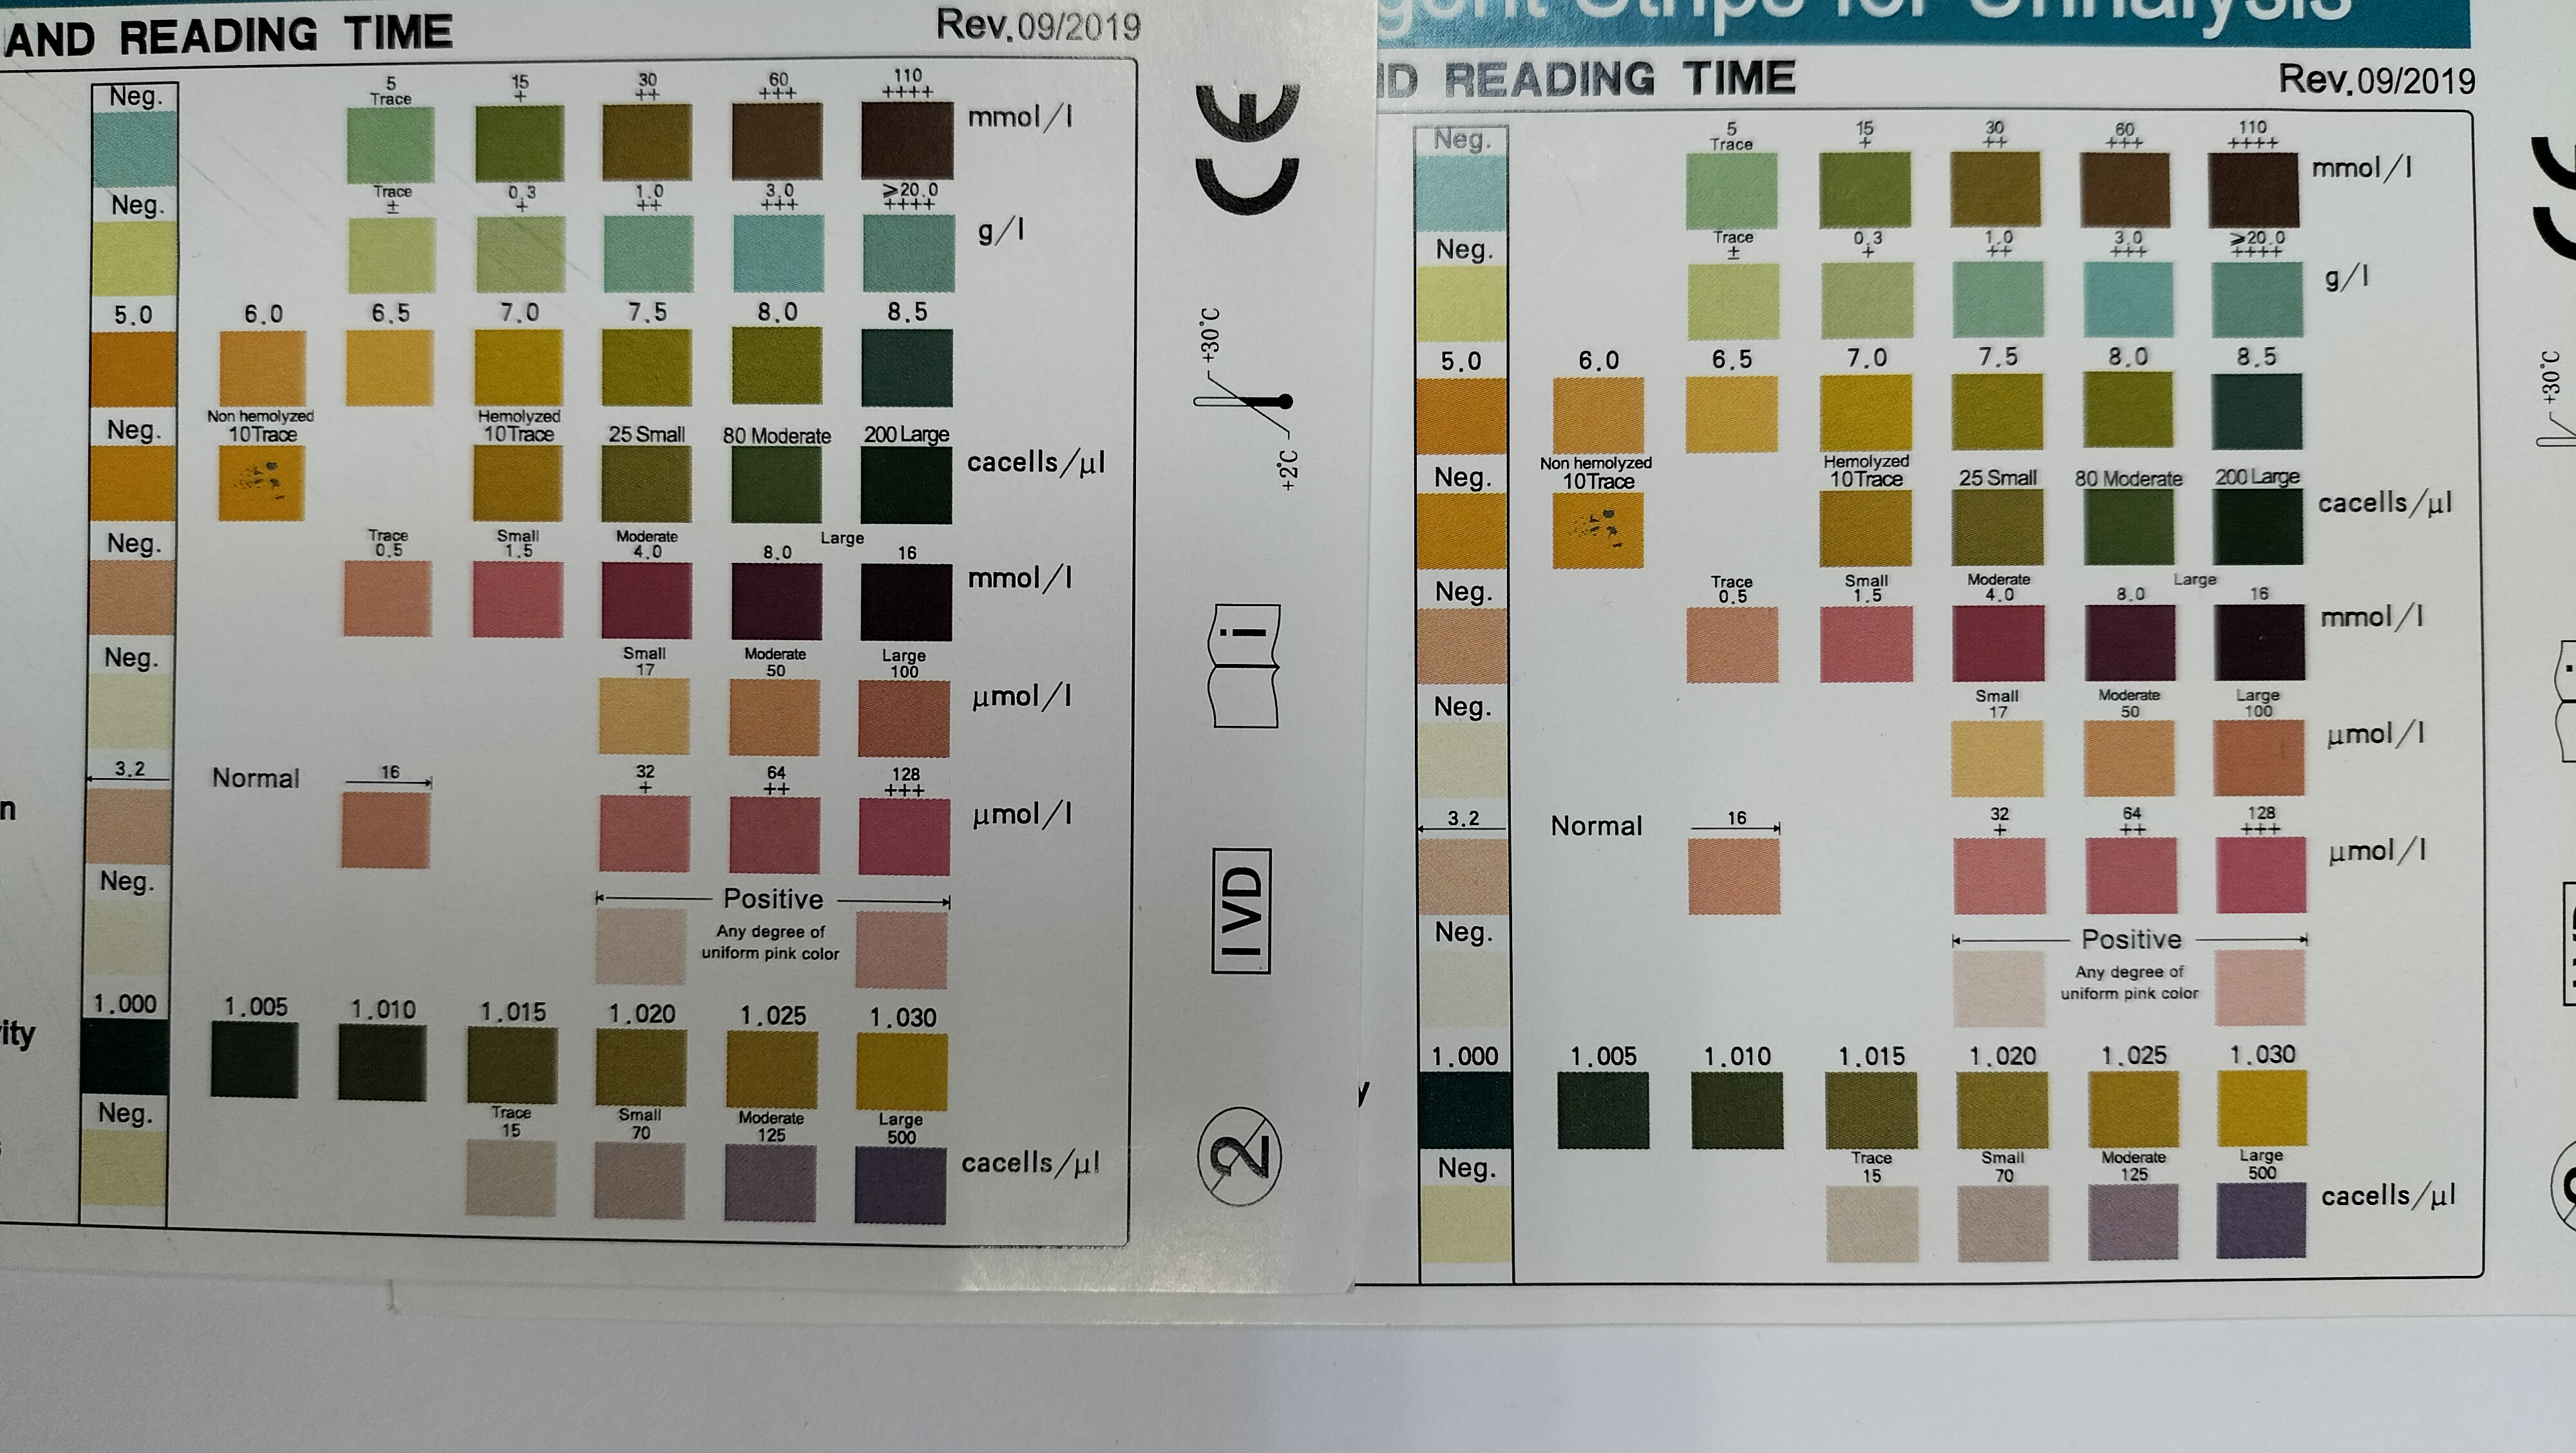 AND READING TIME Rev.09/2019
Neg. 5 15 30 60 110
Trace + ++ +++ ++++ mmol/l
Neg. Trace 0.3 1.0 3.0 ≥20.0
± + ++ +++ ++++ g/l
5.0 6.0 6.5 7.0 7.5 8.0 8.5
Non hemolyzed Hemolyzed
Neg. 10Trace 10Trace 25 Small 80 Moderate 200 Large
cacells/μl
Neg. Trace Small Moderate Large
0.5 1.5 4.0 8.0 16
mmol/l
Neg. Small Moderate Large
17 50 100
μmol/l
3.2 Normal 16 32 64 128
+ ++ +++
μmol/l
Neg. Positive
Any degree of
uniform pink color
1.000 1.005 1.010 1.015 1.020 1.025 1.030
Neg. Trace Small Moderate Large
15 70 125 500
cacells/μl
n
ity
CE
+30°C
+2°C
i
IVD
2
gent Strips for Urinalysis
ND READING TIME Rev.09/2019
Neg. 5 15 30 60 110
Trace + ++ +++ ++++ mmol/l
Neg. Trace 0.3 1.0 3.0 ≥20.0
± + ++ +++ ++++ g/l
5.0 6.0 6.5 7.0 7.5 8.0 8.5
Non hemolyzed Hemolyzed
Neg. 10Trace 10Trace 25 Small 80 Moderate 200 Large
cacells/μl
Neg. Trace Small Moderate Large
0.5 1.5 4.0 8.0 16
mmol/l
Neg. Small Moderate Large
17 50 100
μmol/l
3.2 Normal 16 32 64 128
+ ++ +++
μmol/l
Neg. Positive
Any degree of
uniform pink color
1.000 1.005 1.010 1.015 1.020 1.025 1.030
Neg. Trace Small Moderate Large
15 70 125 500
cacells/μl
y
+30°C